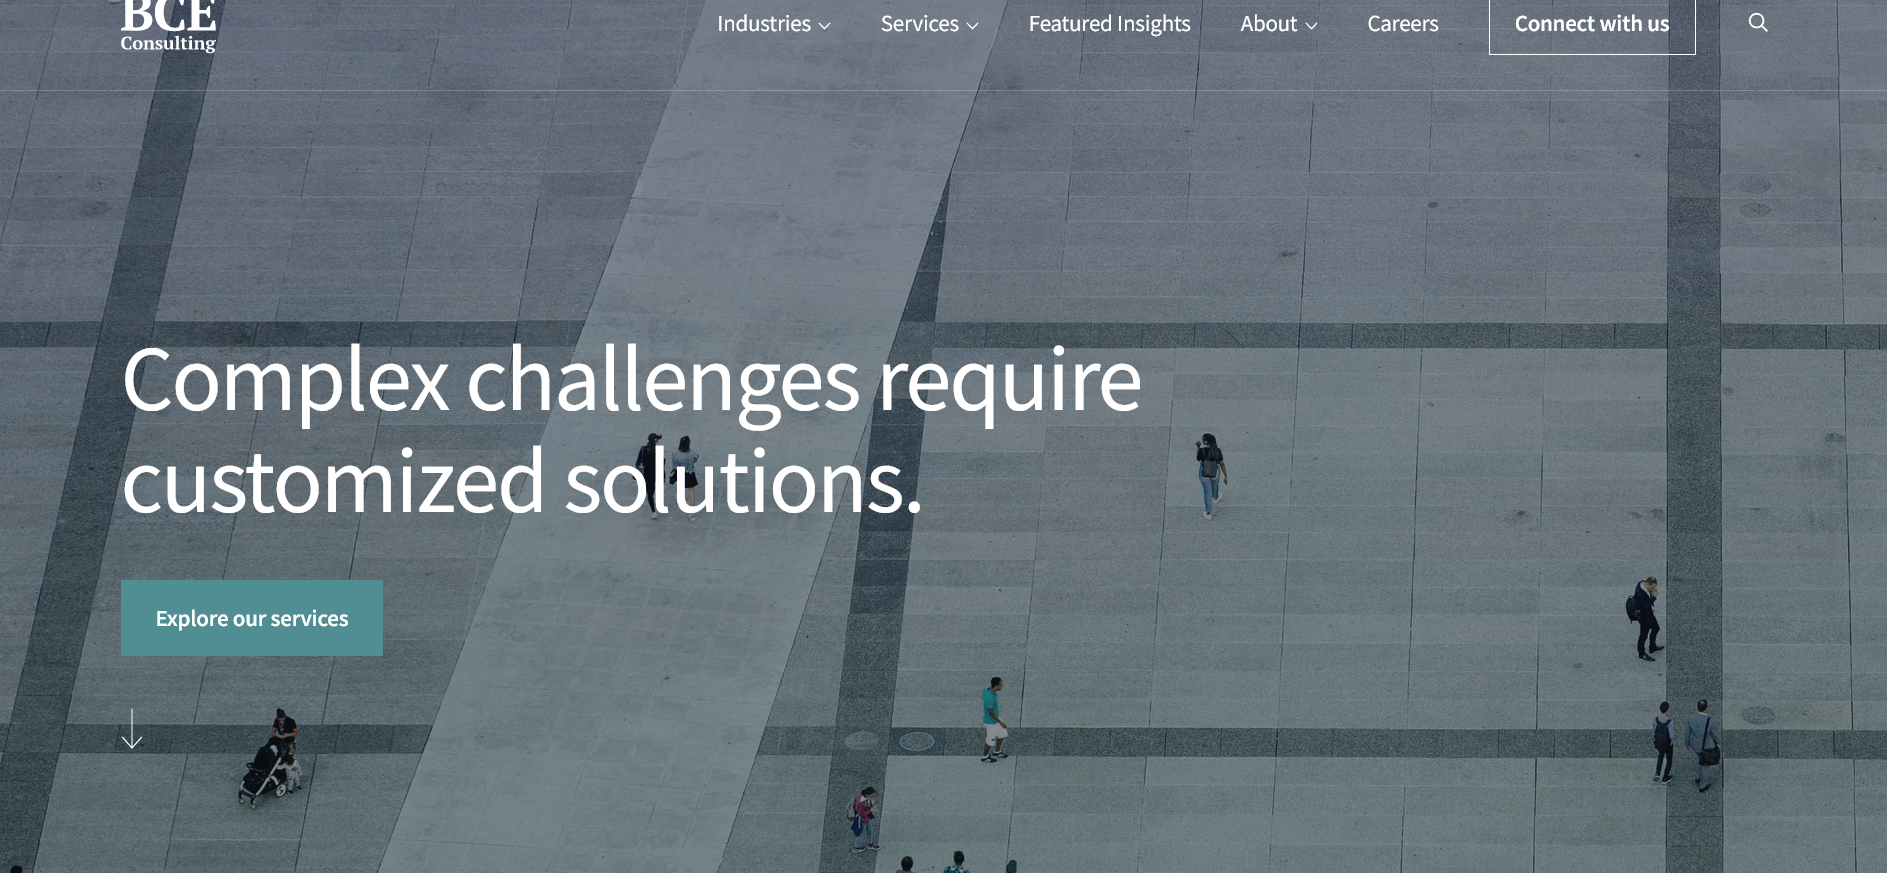 BCE
Consulting
Industries
Services
Featured Insights
About
Careers
Connect with us
Complex challenges require
customized solutions.
Explore our services